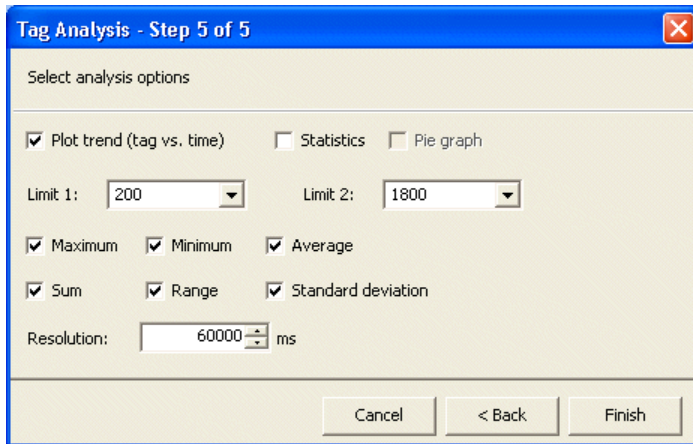 Tag Analysis - Step 5 of 5
Select analysis options
Plot trend (tag vs. time) Statistics Pie graph
Limit 1: 200 Limit 2: 1800
Maximum Minimum Average
Sum Range Standard deviation
Resolution: 60000 ms
Cancel < Back Finish